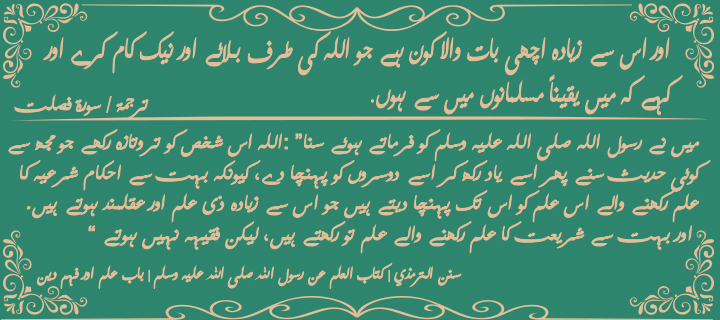 اور اس سے زیادہ اچھی بات والا کون ہے جو اللہ کی طرف بلائے اور نیک کام کرے اور
کہے کہ میں یقیناً مسلمانوں میں سے ہوں.
ترجمۃ / سورۃ فصلت
میں نے رسول اللہ صلی اللہ علیہ وسلم کو فرماتے ہوئے سنا” :اللہ اس شخص کو تروتازہ رکھے جو مجھ سے
کوئی حدیث سنے پھر اسے یاد رکھ کر اسے دوسروں کو پہنچا دے، کیونکہ بہت سے احکام شرعیہ کا
علم رکھنے والے اس علم کو اس تک پہنچا دیتے ہیں جو اس سے زیادہ ذی علم اور عقلمند ہوتے ہیں.
اور بہت سے شریعت کا علم رکھنے والے علم تو رکھتے ہیں، لیکن فقیہہ نہیں ہوتے “
سنن الترمذي | كتاب العلم عن رسول الله صلى الله عليه وسلم | باب علم اور فہم دین